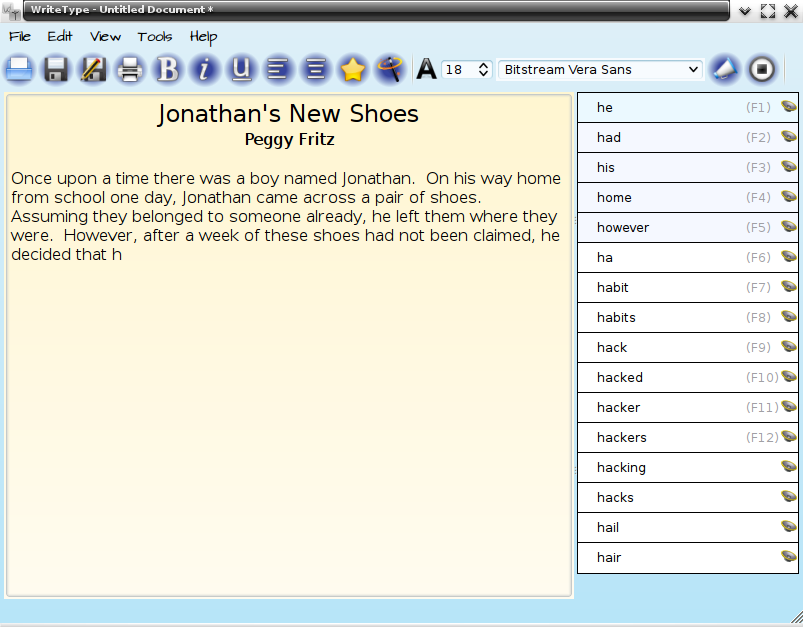 WriteType - Untitled Document *
File Edit View Tools Help
B i U A 18 Bitstream Vera Sans
Jonathan's New Shoes
Peggy Fritz
Once upon a time there was a boy named Jonathan.  On his way home
from school one day, Jonathan came across a pair of shoes.
Assuming they belonged to someone already, he left them where they
were.  However, after a week of these shoes had not been claimed, he
decided that h
he (F1)
had (F2)
his (F3)
home (F4)
however (F5)
ha (F6)
habit (F7)
habits (F8)
hack (F9)
hacked (F10)
hacker (F11)
hackers (F12)
hacking
hacks
hail
hair